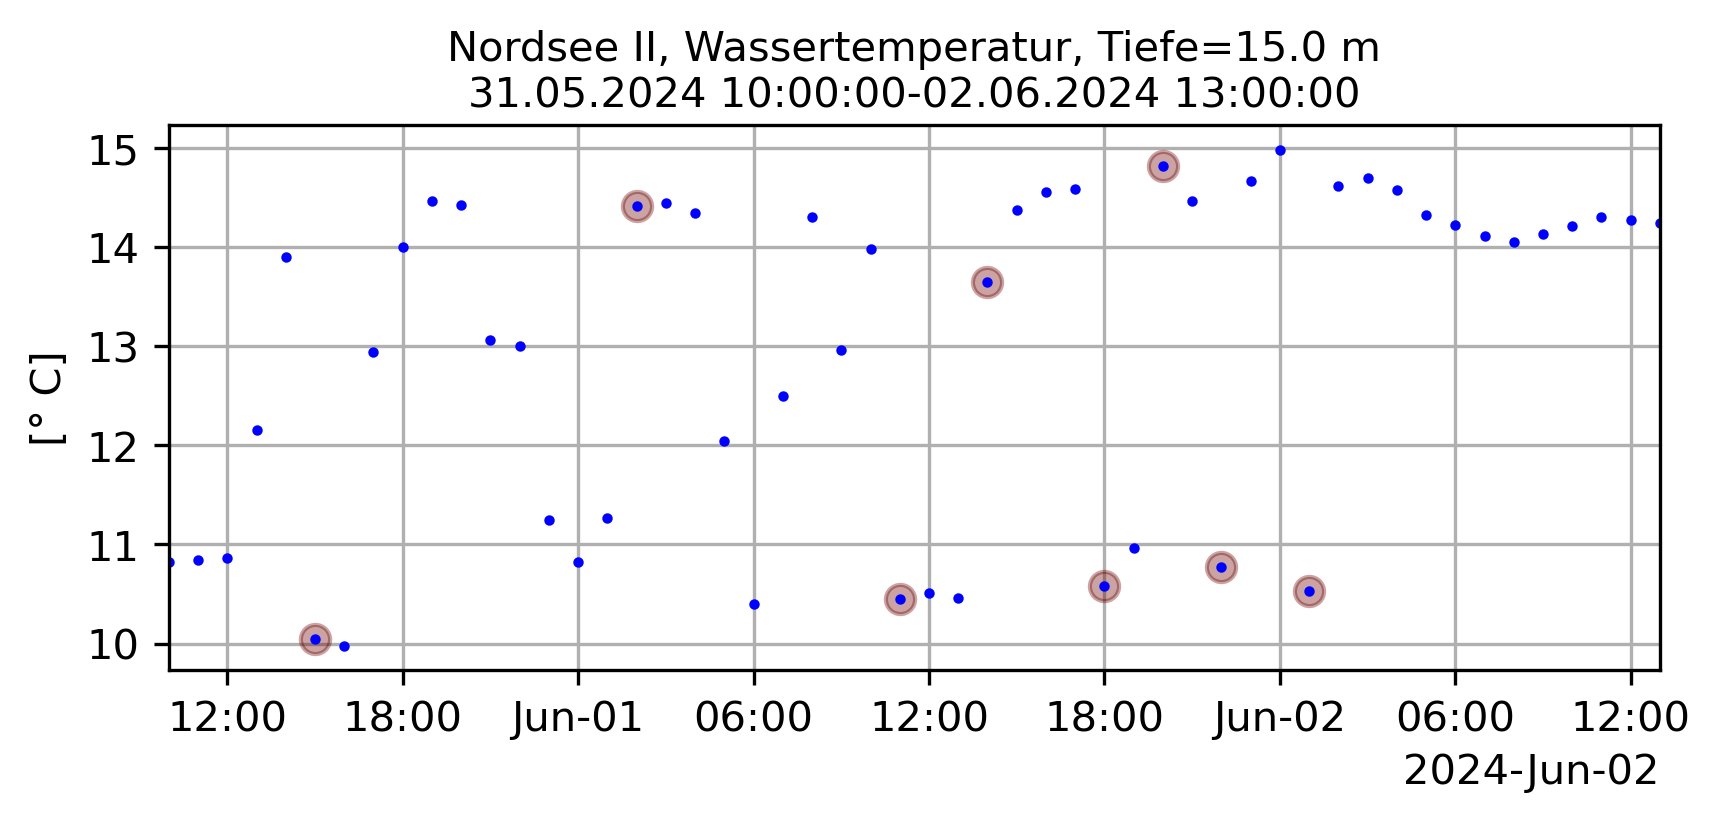 Nordsee II, Wassertemperatur, Tiefe=15.0 m
31.05.2024 10:00:00-02.06.2024 13:00:00
[° C]
15
14
13
12
11
10
12:00 18:00 Jun-01 06:00 12:00 18:00 Jun-02 06:00 12:00
2024-Jun-02